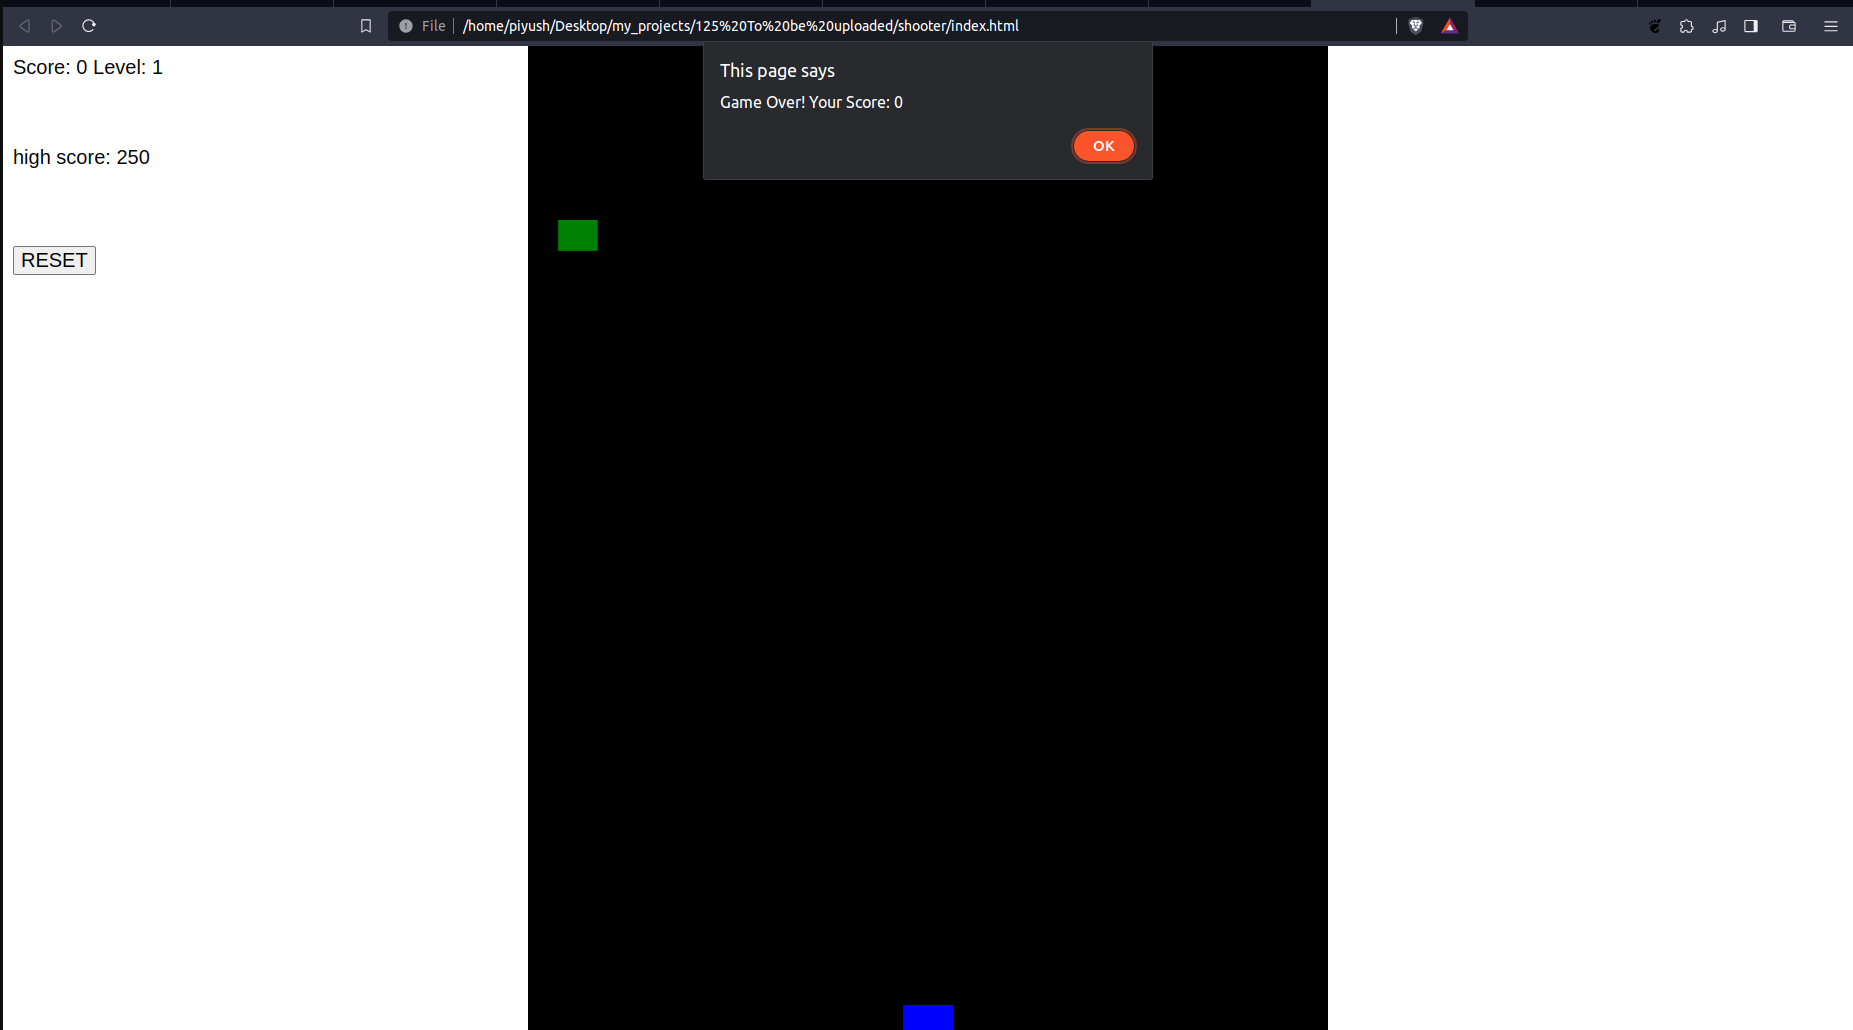 File /home/piyush/Desktop/my_projects/125%20To%20be%20uploaded/shooter/index.html
Score: 0 Level: 1
This page says
Game Over! Your Score: 0
OK
high score: 250
RESET